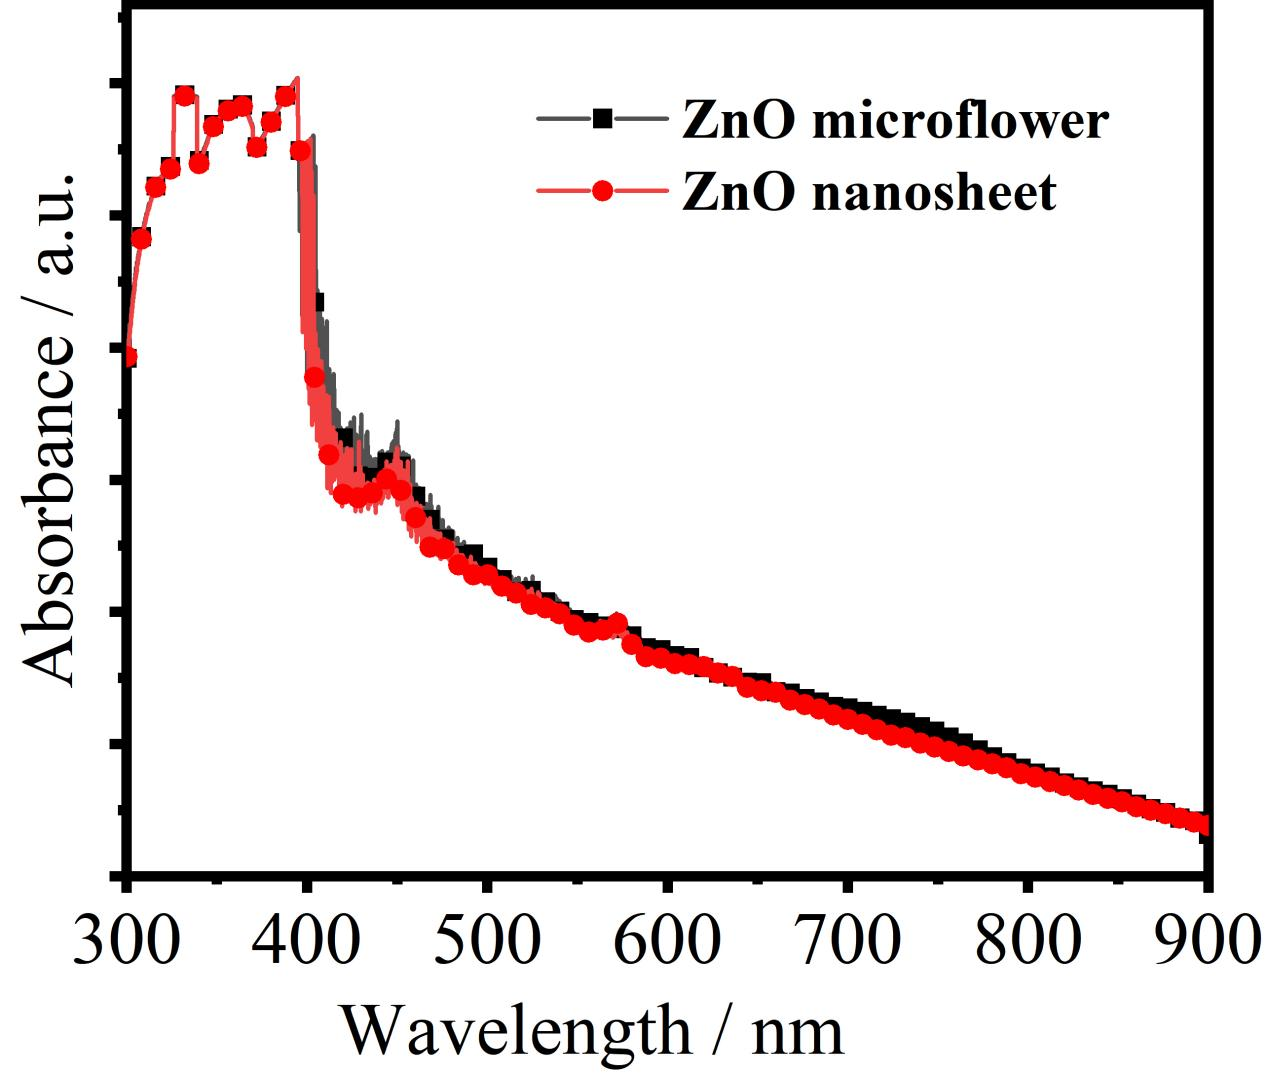 ZnO microflower
ZnO nanosheet
Absorbance / a.u.
300 400 500 600 700 800 900
Wavelength / nm